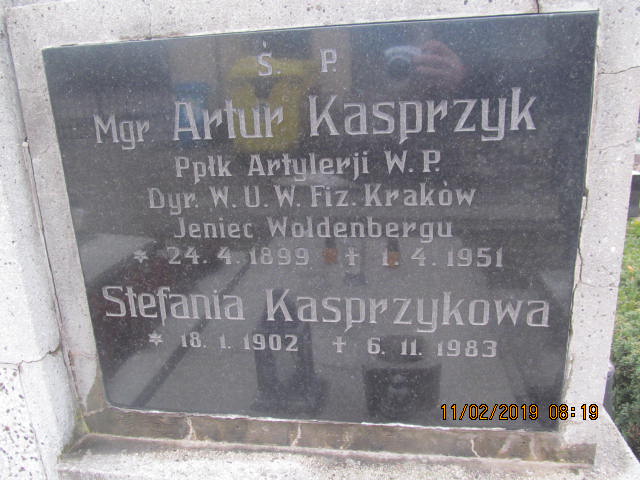 Ś. P.
Mgr Artur Kasprzyk
Ppłk Artylerji W. P.
Dyr. W. U. W. Fiz. Kraków
Jeniec Woldenbergu
* 24. 4. 1899 + 1. 4. 1951
Stefania Kasprzykowa
* 18. 1. 1902 + 6. 11. 1983
11/02/2019 08:19